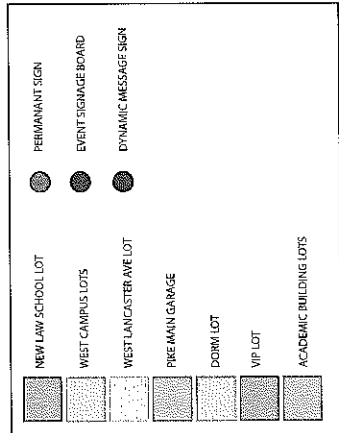 NEW LAW SCHOOL LOT
WEST CAMPUS LOTS
WEST LANCASTER AVE LOT
PIKE MAIN GARAGE
DORM LOT
VIP LOT
ACADEMIC BUILDING LOTS
PERMANANT SIGN
EVENT SIGNAGE BOARD
DYNAMIC MESSAGE SIGN